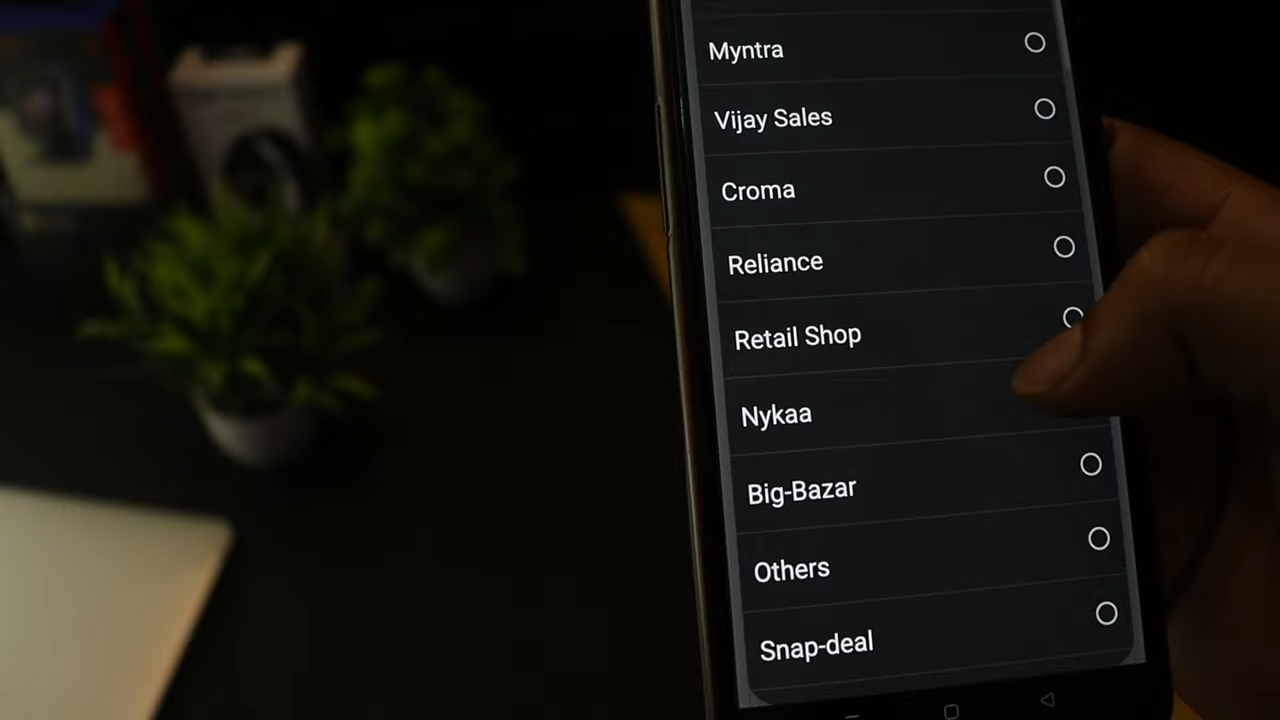 Myntra
Vijay Sales
Croma
Reliance
Retail Shop
Nykaa
Big-Bazar
Others
Snap-deal